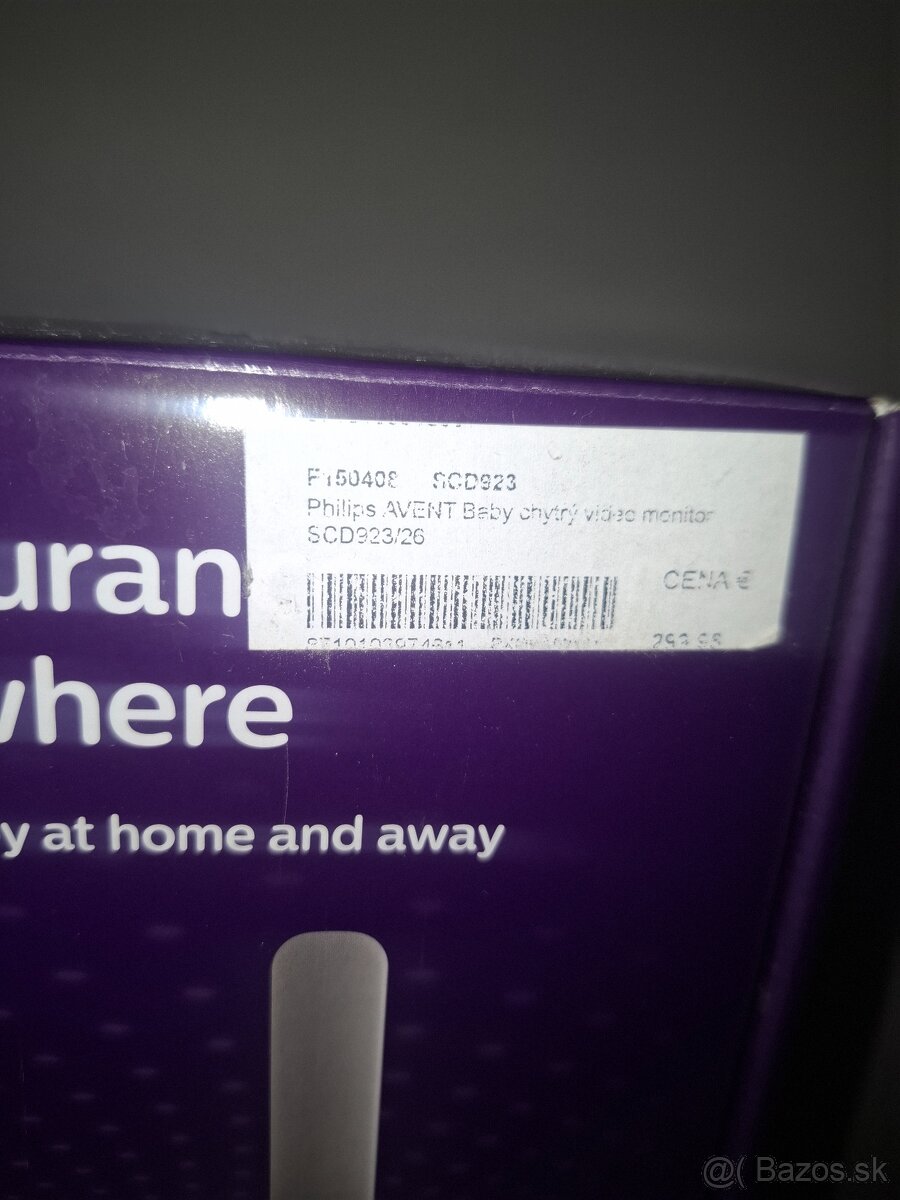 P150408 SCD923
Philips AVENT Baby chytrý video monitor
SCD923/26
CENA €
uran
where
y at home and away
@( Bazos.sk